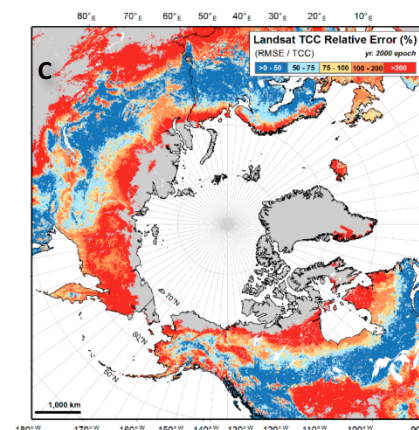 80°E 60°E 50°E 40°E 30°E 20°E 10°E
C
Landsat TCC Relative Error (%)
(RMSE / TCC) yr. 2000 epoch
>0 - 50 50 - 75 75 - 100 100 - 200 >200
70°N
60°N
50°N
1,000 km
180°W 170°W 160°W 150°W 140°W 130°W 120°W 110°W 100°W 90